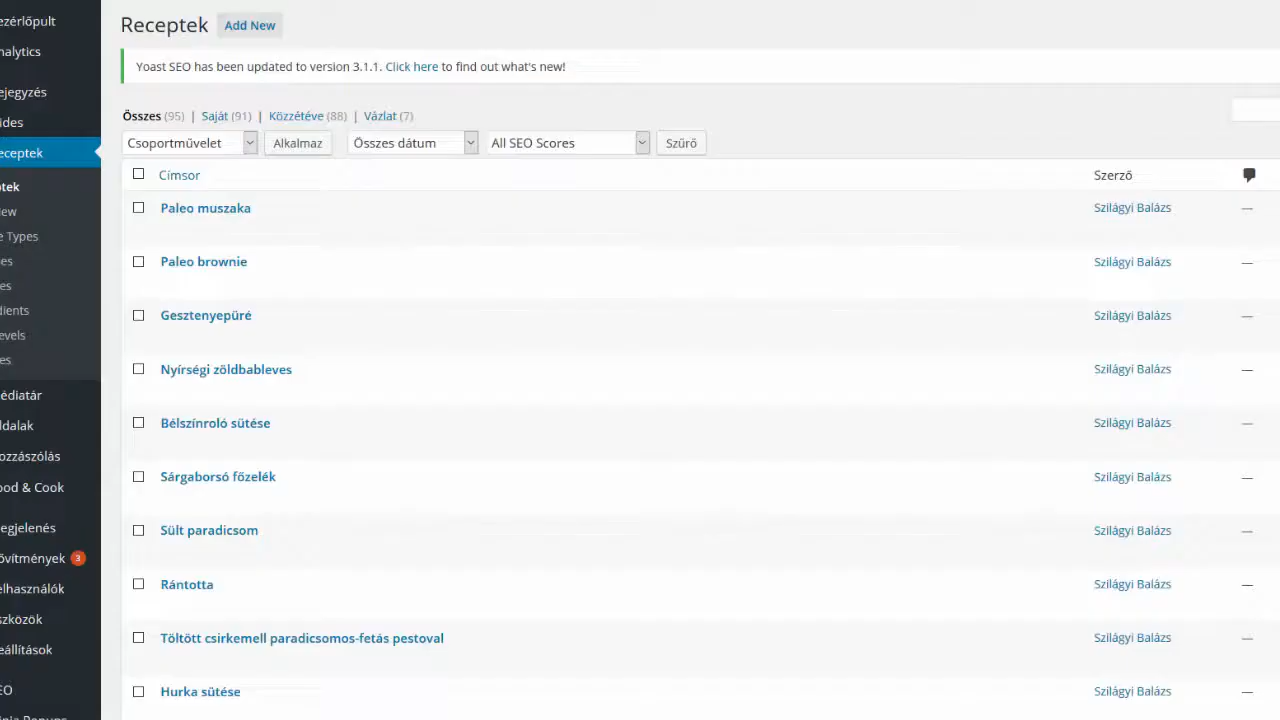 Receptek Add New
Yoast SEO has been updated to version 3.1.1. Click here to find out what's new!
Összes (95) | Saját (91) | Közzétéve (88) | Vázlat (7)
Csoportművelet Alkalmaz Összes dátum All SEO Scores Szűrő
Címsor Szerző
Paleo muszaka Szilágyi Balázs —
Paleo brownie Szilágyi Balázs —
Gesztenyepüré Szilágyi Balázs —
Nyírségi zöldbableves Szilágyi Balázs —
Bélszínroló sütése Szilágyi Balázs —
Sárgaborsó főzelék Szilágyi Balázs —
Sült paradicsom Szilágyi Balázs —
Rántotta Szilágyi Balázs —
Töltött csirkemell paradicsomos-fetás pestoval Szilágyi Balázs —
Hurka sütése Szilágyi Balázs —
ezérlőpult
nalytics
ejegyzés
ides
eceptek
tek
ew
e Types
es
es
dients
evels
es
édiatár
ldalak
ozzászólás
ood & Cook
egjelenés
ővítmények 3
elhasználók
szközök
eállítások
EO